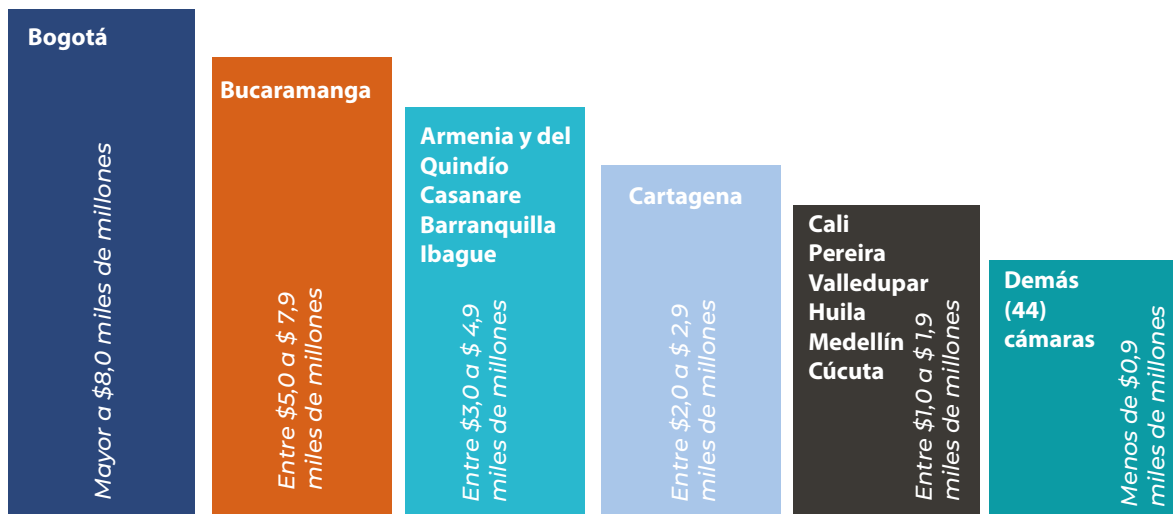 Bogotá
Mayor a $8,0 miles de millones
Bucaramanga
Entre $5,0 a $ 7,9
miles de millones
Armenia y del
Quindío
Casanare
Barranquilla
Ibague
Entre $3,0 a $ 4,9
miles de millones
Cartagena
Entre $2,0 a $ 2,9
miles de millones
Cali
Pereira
Valledupar
Huila
Medellín
Cúcuta
Entre $1,0 a $ 1,9
miles de millones
Demás
(44)
cámaras
Menos de $0,9
miles de millones